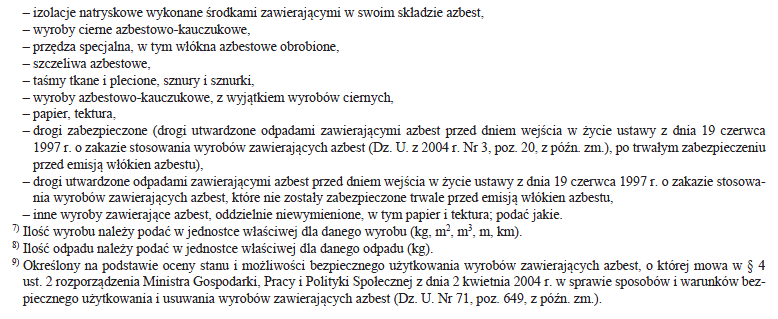 – izolacje natryskowe wykonane środkami zawierającymi w swoim składzie azbest,
– wyroby cierne azbestowo-kauczukowe,
– przędza specjalna, w tym włókna azbestowe obrobione,
– szczeliwa azbestowe,
– taśmy tkane i plecione, sznury i sznurki,
– wyroby azbestowo-kauczukowe, z wyjątkiem wyrobów ciernych,
– papier, tektura,
– drogi zabezpieczone (drogi utwardzone odpadami zawierającymi azbest przed dniem wejścia w życie ustawy z dnia 19 czerwca
1997 r. o zakazie stosowania wyrobów zawierających azbest (Dz. U. z 2004 r. Nr 3, poz. 20, z późn. zm.), po trwałym zabezpieczeniu
przed emisją włókien azbestu),
– drogi utwardzone odpadami zawierającymi azbest przed dniem wejścia w życie ustawy z dnia 19 czerwca 1997 r. o zakazie stosowa-
nia wyrobów zawierających azbest, które nie zostały zabezpieczone trwale przed emisją włókien azbestu,
– inne wyroby zawierające azbest, oddzielnie niewymienione, w tym papier i tektura; podać jakie.
7) Ilość wyrobu należy podać w jednostce właściwej dla danego wyrobu (kg, m², m³, m, km).
8) Ilość odpadu należy podać w jednostce właściwej dla danego odpadu (kg).
9) Określony na podstawie oceny stanu i możliwości bezpiecznego użytkowania wyrobów zawierających azbest, o której mowa w § 4
ust. 2 rozporządzenia Ministra Gospodarki, Pracy i Polityki Społecznej z dnia 2 kwietnia 2004 r. w sprawie sposobów i warunków bez-
piecznego użytkowania i usuwania wyrobów zawierających azbest (Dz. U. Nr 71, poz. 649, z późn. zm.).